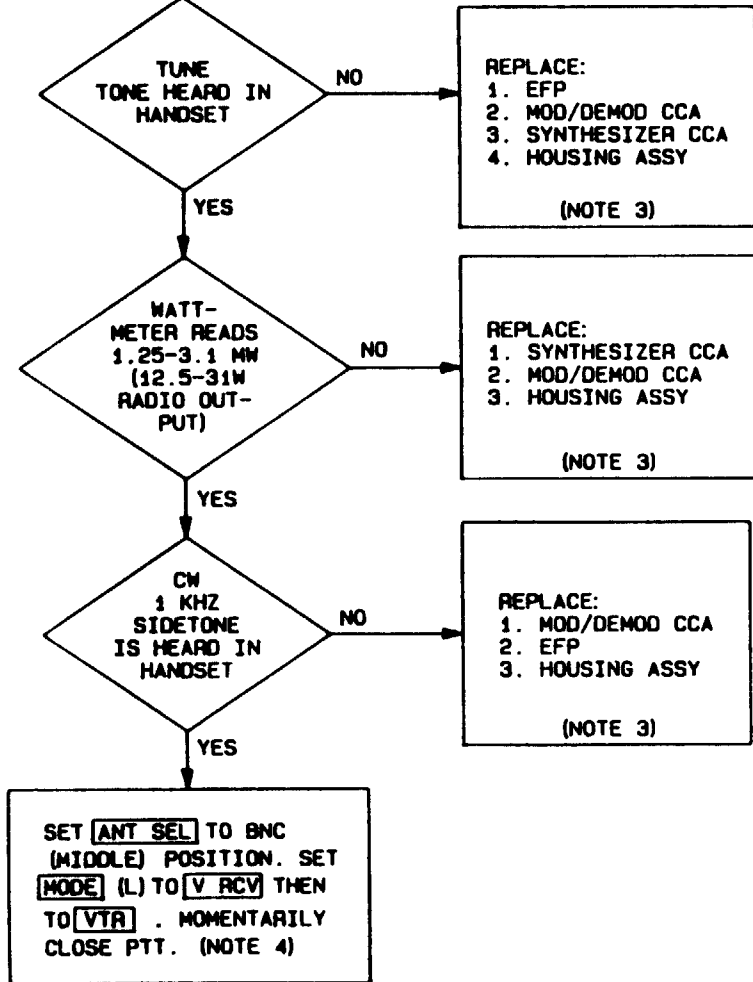 TUNE
TONE HEARD IN
HANDSET
NO
REPLACE:
1. EFP
2. MOD/DEMOD CCA
3. SYNTHESIZER CCA
4. HOUSING ASSY
(NOTE 3)
YES
WATT-
METER READS
1.25-3.1 MW
(12.5-31W
RADIO OUT-
PUT)
NO
REPLACE:
1. SYNTHESIZER CCA
2. MOD/DEMOD CCA
3. HOUSING ASSY
(NOTE 3)
YES
CW
1 KHZ
SIDETONE
IS HEARD IN
HANDSET
NO
REPLACE:
1. MOD/DEMOD CCA
2. EFP
3. HOUSING ASSY
(NOTE 3)
YES
SET ANT SEL TO BNC
(MIDDLE) POSITION. SET
MODE (L) TO V RCV THEN
TO VTR . MOMENTARILY
CLOSE PTT. (NOTE 4)